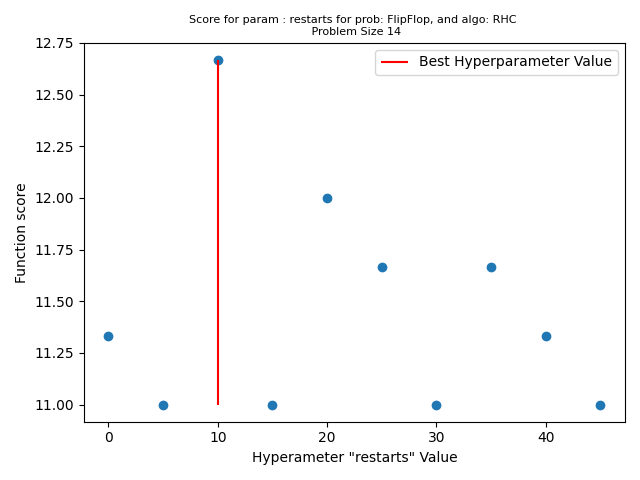 Score for param : restarts for prob: FlipFlop, and algo: RHC
Problem Size 14
Best Hyperparameter Value
Function score
12.75
12.50
12.25
12.00
11.75
11.50
11.25
11.00
0
10
20
30
40
Hyperameter "restarts" Value